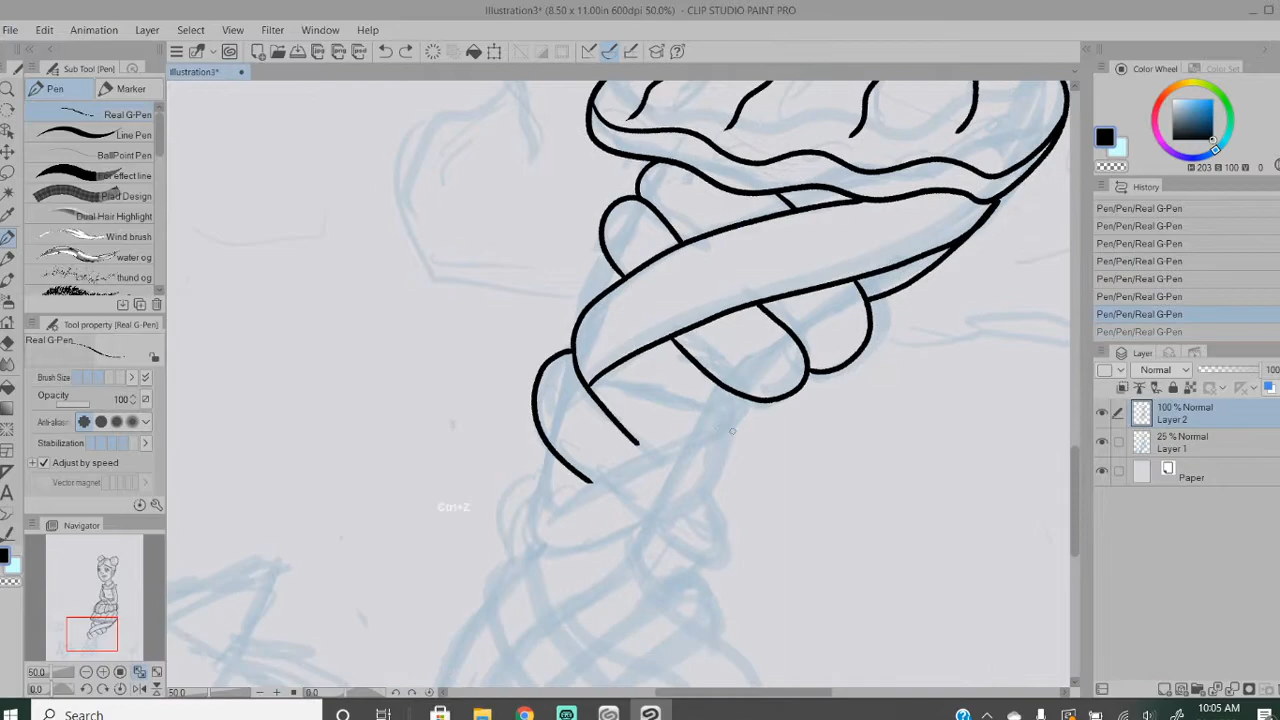 Illustration3* (8.50 x 11.00in 600dpi 50.0%) - CLIP STUDIO PAINT PRO
File Edit Animation Layer Select View Filter Window Help
Sub Tool [Pen]
Illustration3*
Color Wheel Color Set
Pen Marker
Real G-Pen
Line Pen
BallPoint Pen
For effect line
Plaid Design
Dual Hair Highlight
Wind brush
water og
thund og
203 S 100 V 0
History
Pen/Pen/Real G-Pen
Pen/Pen/Real G-Pen
Pen/Pen/Real G-Pen
Pen/Pen/Real G-Pen
Pen/Pen/Real G-Pen
Pen/Pen/Real G-Pen
Pen/Pen/Real G-Pen
Pen/Pen/Real G-Pen
Tool property [Real G-Pen]
Real G-Pen
Brush Size
Opacity 100
Anti-alias
Stabilization
Adjust by speed
Vector magnet
Layer
Normal
100 % Normal
Layer 2
25 % Normal
Layer 1
Paper
Ctrl+Z
Navigator
50.0
0.0
50.0 0.0
Search
10:05 AM